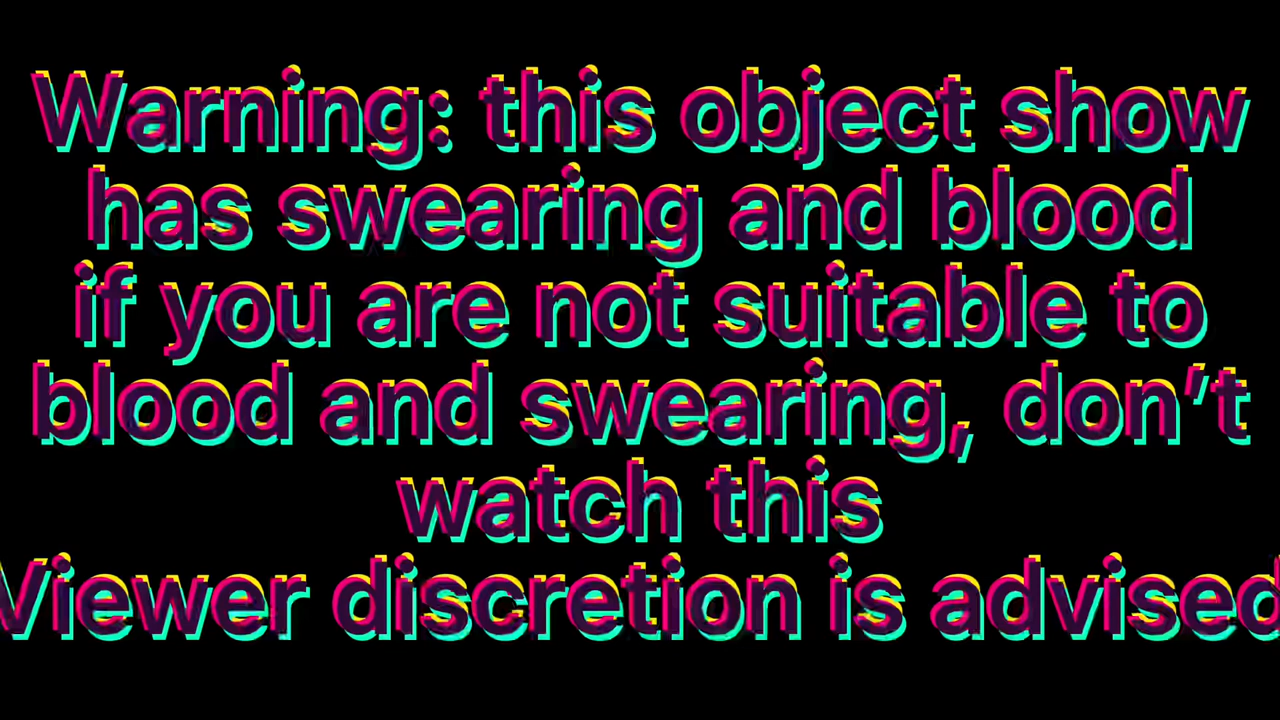 Warning: this object show
has swearing and blood
if you are not suitable to
blood and swearing, don’t
watch this
Viewer discretion is advised